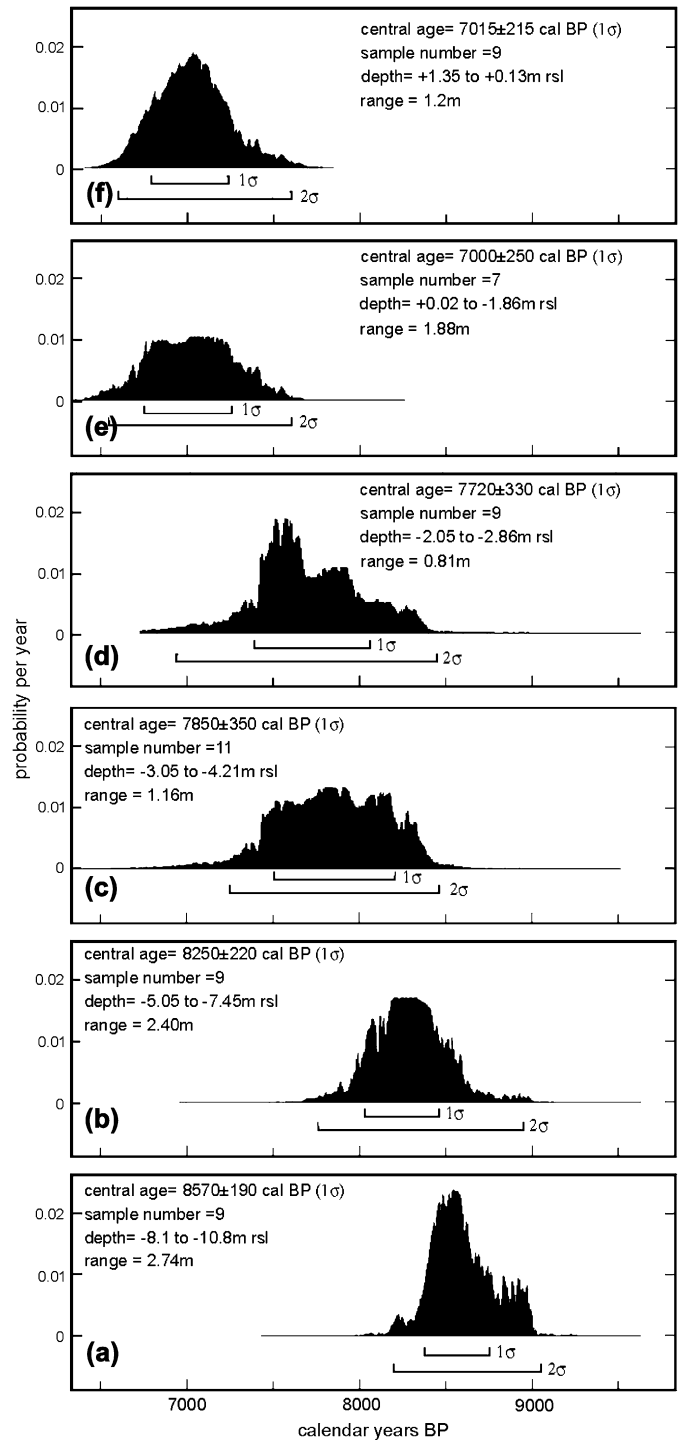 0.02
0.01
0
central age= 7015±215 cal BP (1σ)
sample number =9
depth= +1.35 to +0.13m rsl
range = 1.2m
1σ
2σ
(f)
0.02
0.01
0
central age= 7000±250 cal BP (1σ)
sample number =7
depth= +0.02 to -1.86m rsl
range = 1.88m
1σ
2σ
(e)
0.02
0.01
0
central age= 7720±330 cal BP (1σ)
sample number =9
depth= -2.05 to -2.86m rsl
range = 0.81m
1σ
2σ
(d)
probability per year
central age= 7850±350 cal BP (1σ)
sample number =11
depth= -3.05 to -4.21m rsl
range = 1.16m
0.02
0.01
0
1σ
2σ
(c)
central age= 8250±220 cal BP (1σ)
sample number =9
depth= -5.05 to -7.45m rsl
range = 2.40m
0.02
0.01
0
1σ
2σ
(b)
central age= 8570±190 cal BP (1σ)
sample number =9
depth= -8.1 to -10.8m rsl
range = 2.74m
0.02
0.01
0
1σ
2σ
(a)
7000 8000 9000
calendar years BP